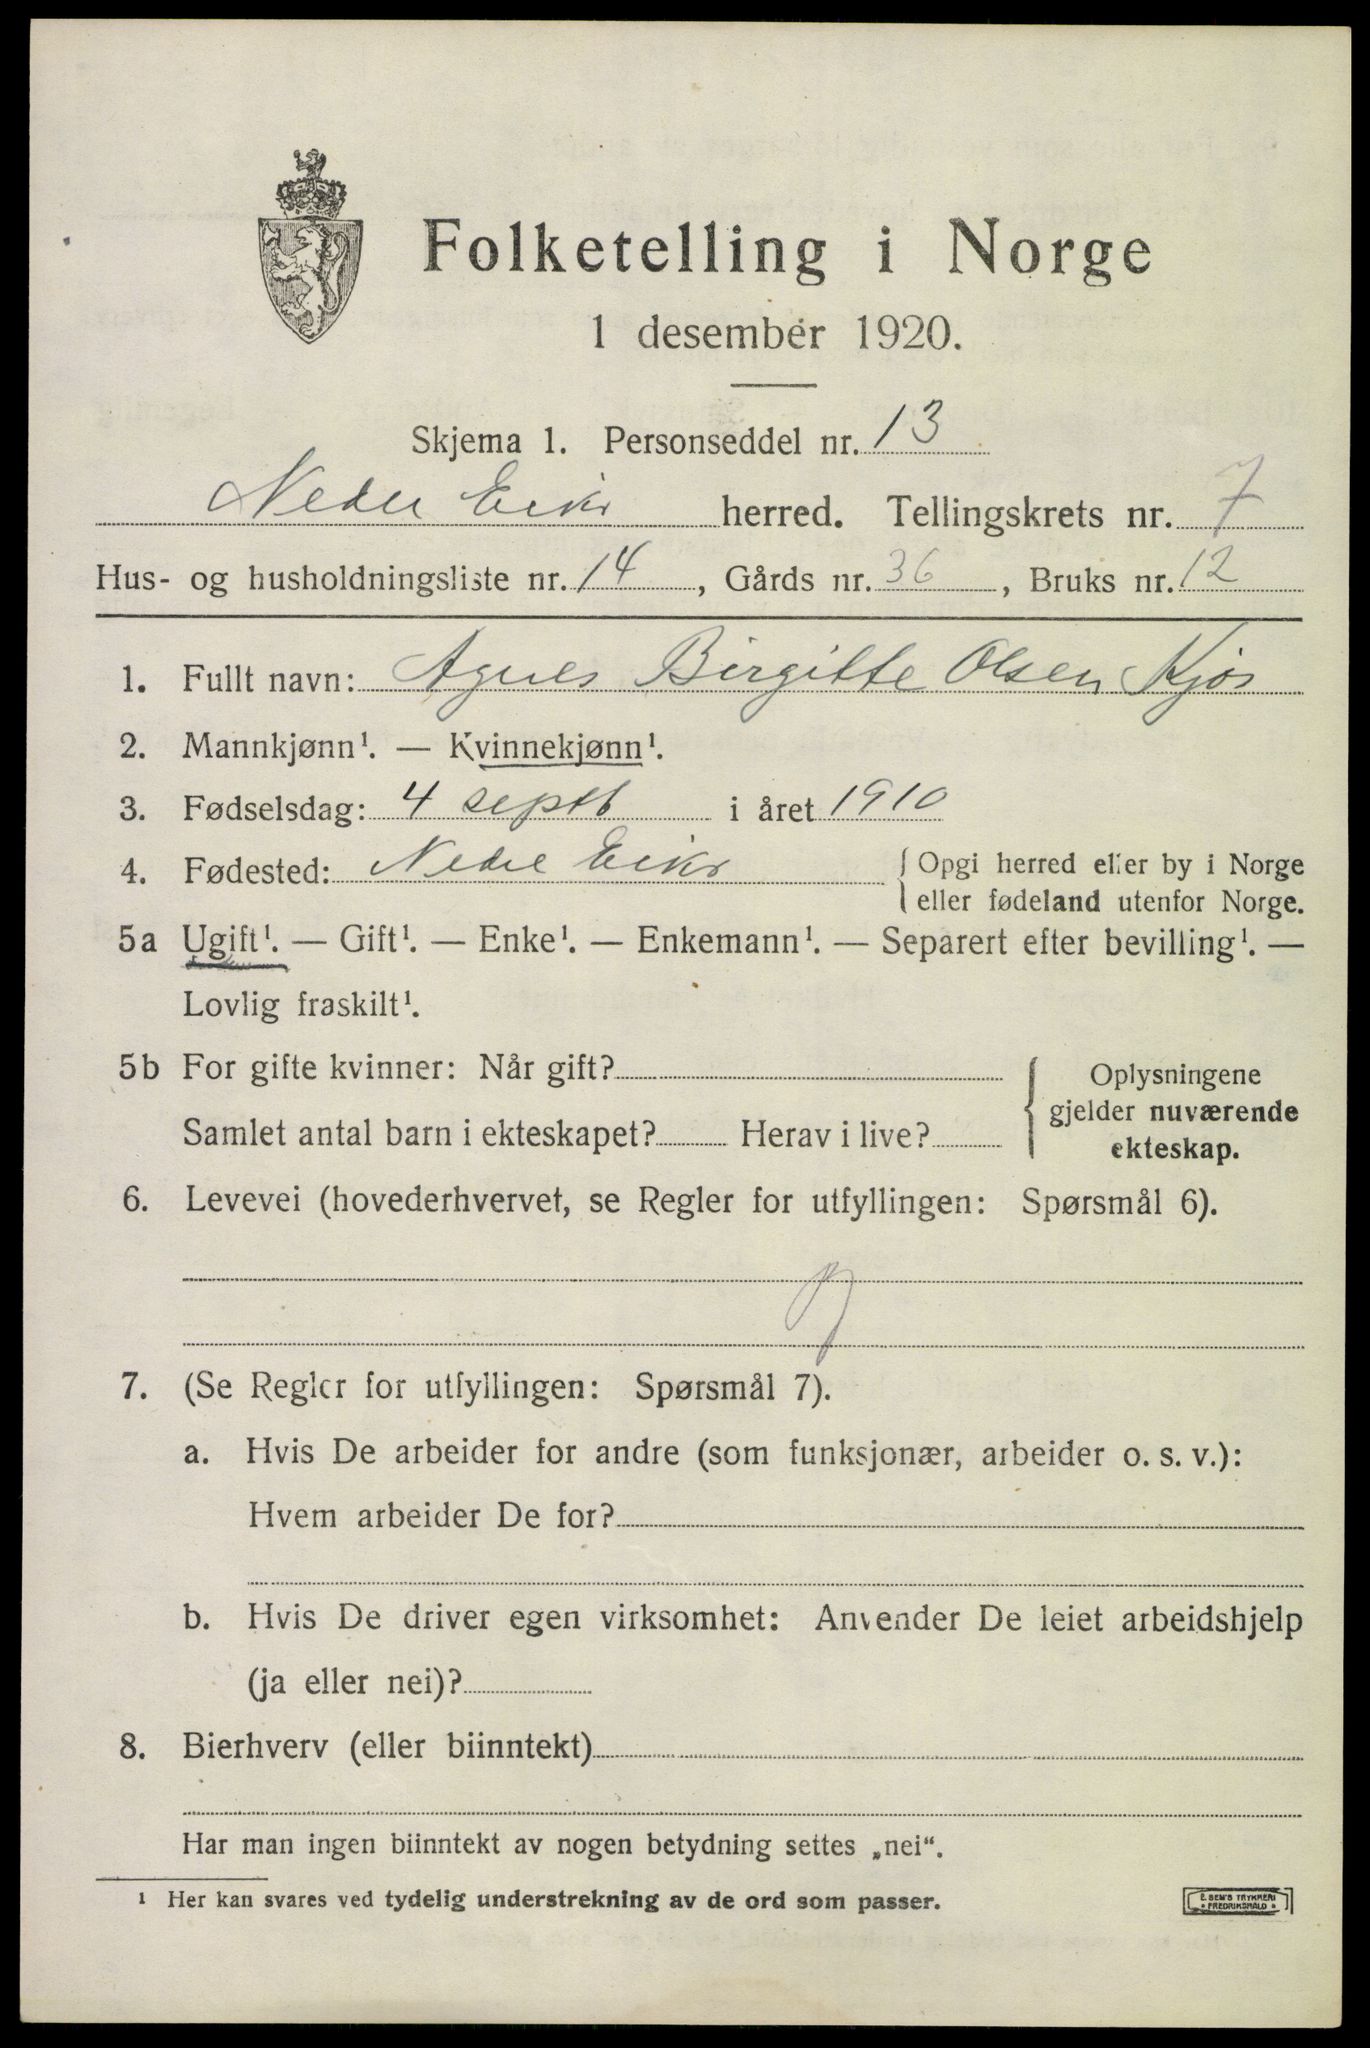 Folketelling i Norge
1 desember 1920.
Skjema 1. Personseddel nr. 13
Neder Eiker herred. Tellingskrets nr. 7
Hus- og husholdningsliste nr. 14, Gårds nr. 36, Bruks nr. 12
1. Fullt navn: Agnes Birgitte Olsen Kjos
2. Mannkjønn¹. — Kvinnekjønn¹.
3. Fødselsdag: 4 septb i året 1910
4. Fødested: Nedre Eiker { Opgi herred eller by i Norge
eller fødeland utenfor Norge.
5a Ugift¹. — Gift¹. — Enke¹. — Enkemann¹. — Separert efter bevilling¹. —
Lovlig fraskilt¹.
5b For gifte kvinner: Når gift?
Samlet antal barn i ekteskapet? Herav i live?
{ Oplysningene
gjelder nuværende
ekteskap.
6. Levevei (hovederhvervet, se Regler for utfyllingen: Spørsmål 6).
7. (Se Regler for utfyllingen: Spørsmål 7).
a. Hvis De arbeider for andre (som funksjonær, arbeider o. s. v.):
Hvem arbeider De for?
b. Hvis De driver egen virksomhet: Anvender De leiet arbeidshjelp
(ja eller nei)?
8. Bierhverv (eller biinntekt)
Har man ingen biinntekt av nogen betydning settes „nei“.
¹ Her kan svares ved tydelig understrekning av de ord som passer.
E. SEM'S TRYKKERI
* FREDRIKSHALD *